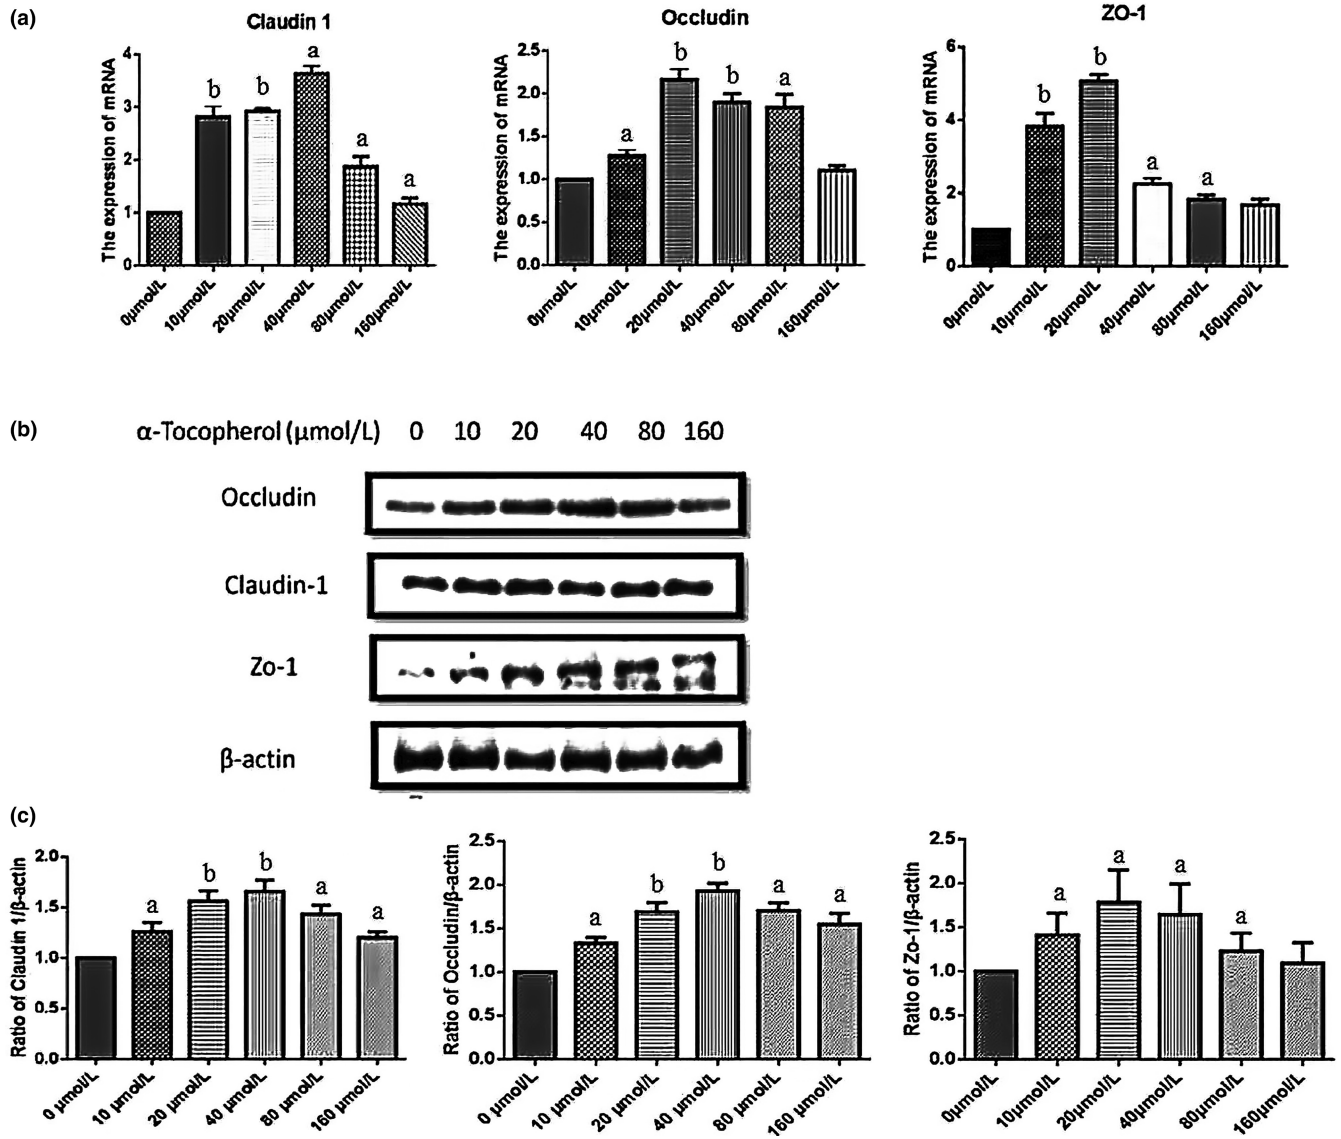 (a)
Claudin 1
The expression of mRNA
4
3
2
1
0
b
b
a
a
a
0μmol/L
10μmol/L
20μmol/L
40μmol/L
80μmol/L
160μmol/L
Occludin
The expression of mRNA
2.5
2.0
1.5
1.0
0.5
0.0
a
b
b
a
0μmol/L
10μmol/L
20μmol/L
40μmol/L
80μmol/L
160μmol/L
ZO-1
The expression of mRNA
6
4
2
0
b
b
a
a
0μmol/L
10μmol/L
20μmol/L
40μmol/L
80μmol/L
160μmol/L
(b)
α-Tocopherol (μmol/L) 0 10 20 40 80 160
Occludin
Claudin-1
Zo-1
β-actin
(c)
Ratio of Claudin 1/β-actin
2.0
1.5
1.0
0.5
0.0
a
b
b
a
a
0 μmol/L
10 μmol/L
20 μmol/L
40 μmol/L
80 μmol/L
160 μmol/L
Ratio of Occludin/β-actin
2.5
2.0
1.5
1.0
0.5
0.0
a
b
b
a
a
0 μmol/L
10 μmol/L
20 μmol/L
40 μmol/L
80 μmol/L
160 μmol/L
Ratio of Zo-1/β-actin
2.5
2.0
1.5
1.0
0.5
0.0
a
a
a
a
0μmol/L
10μmol/L
20μmol/L
40μmol/L
80μmol/L
160μmol/L